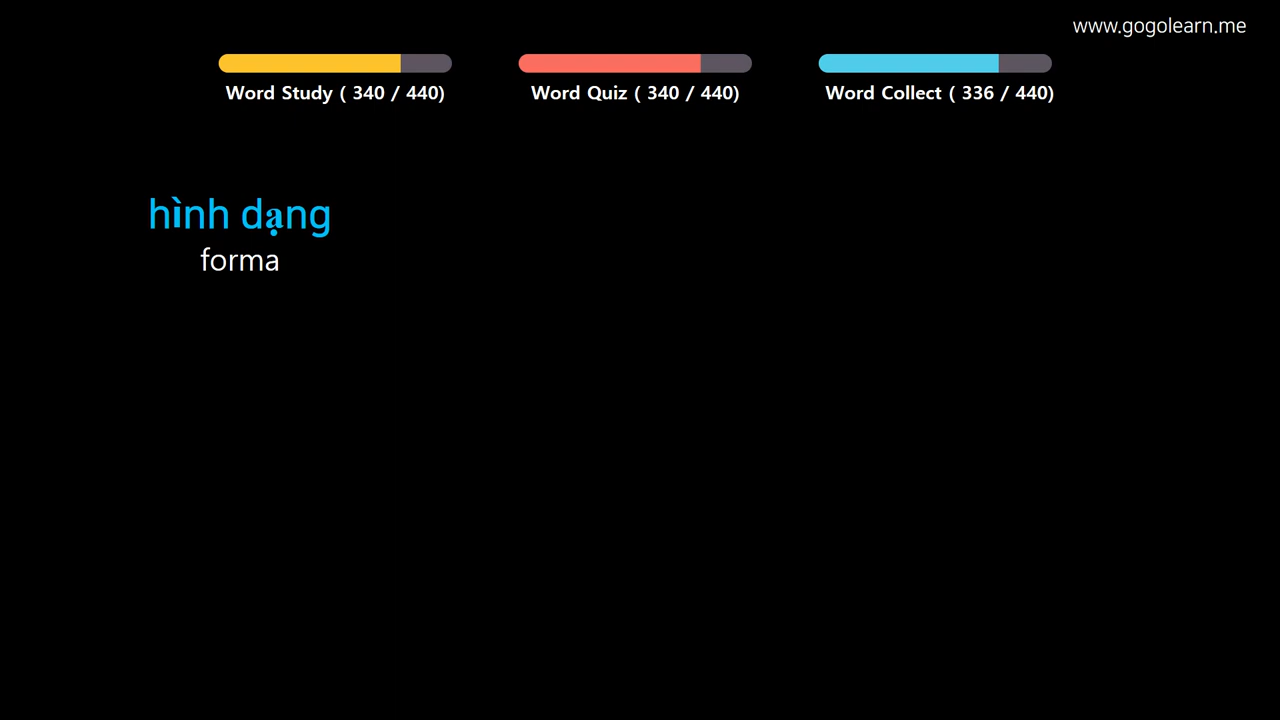 www.gogolearn.me
Word Study ( 340 / 440)
Word Quiz ( 340 / 440)
Word Collect ( 336 / 440)
hình dạng
forma